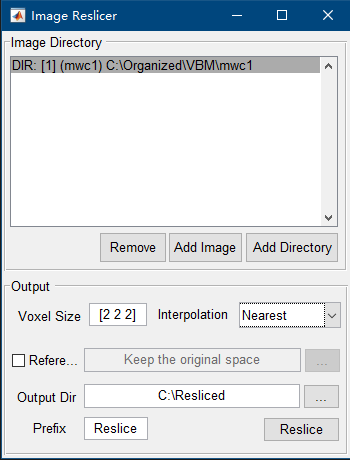 Image Reslicer
Image Directory
DIR: [1] (mwc1) C:\Organized\VBM\mwc1
Remove Add Image Add Directory
Output
Voxel Size [2 2 2] Interpolation Nearest
Refere... Keep the original space ...
Output Dir C:\Resliced ...
Prefix Reslice Reslice